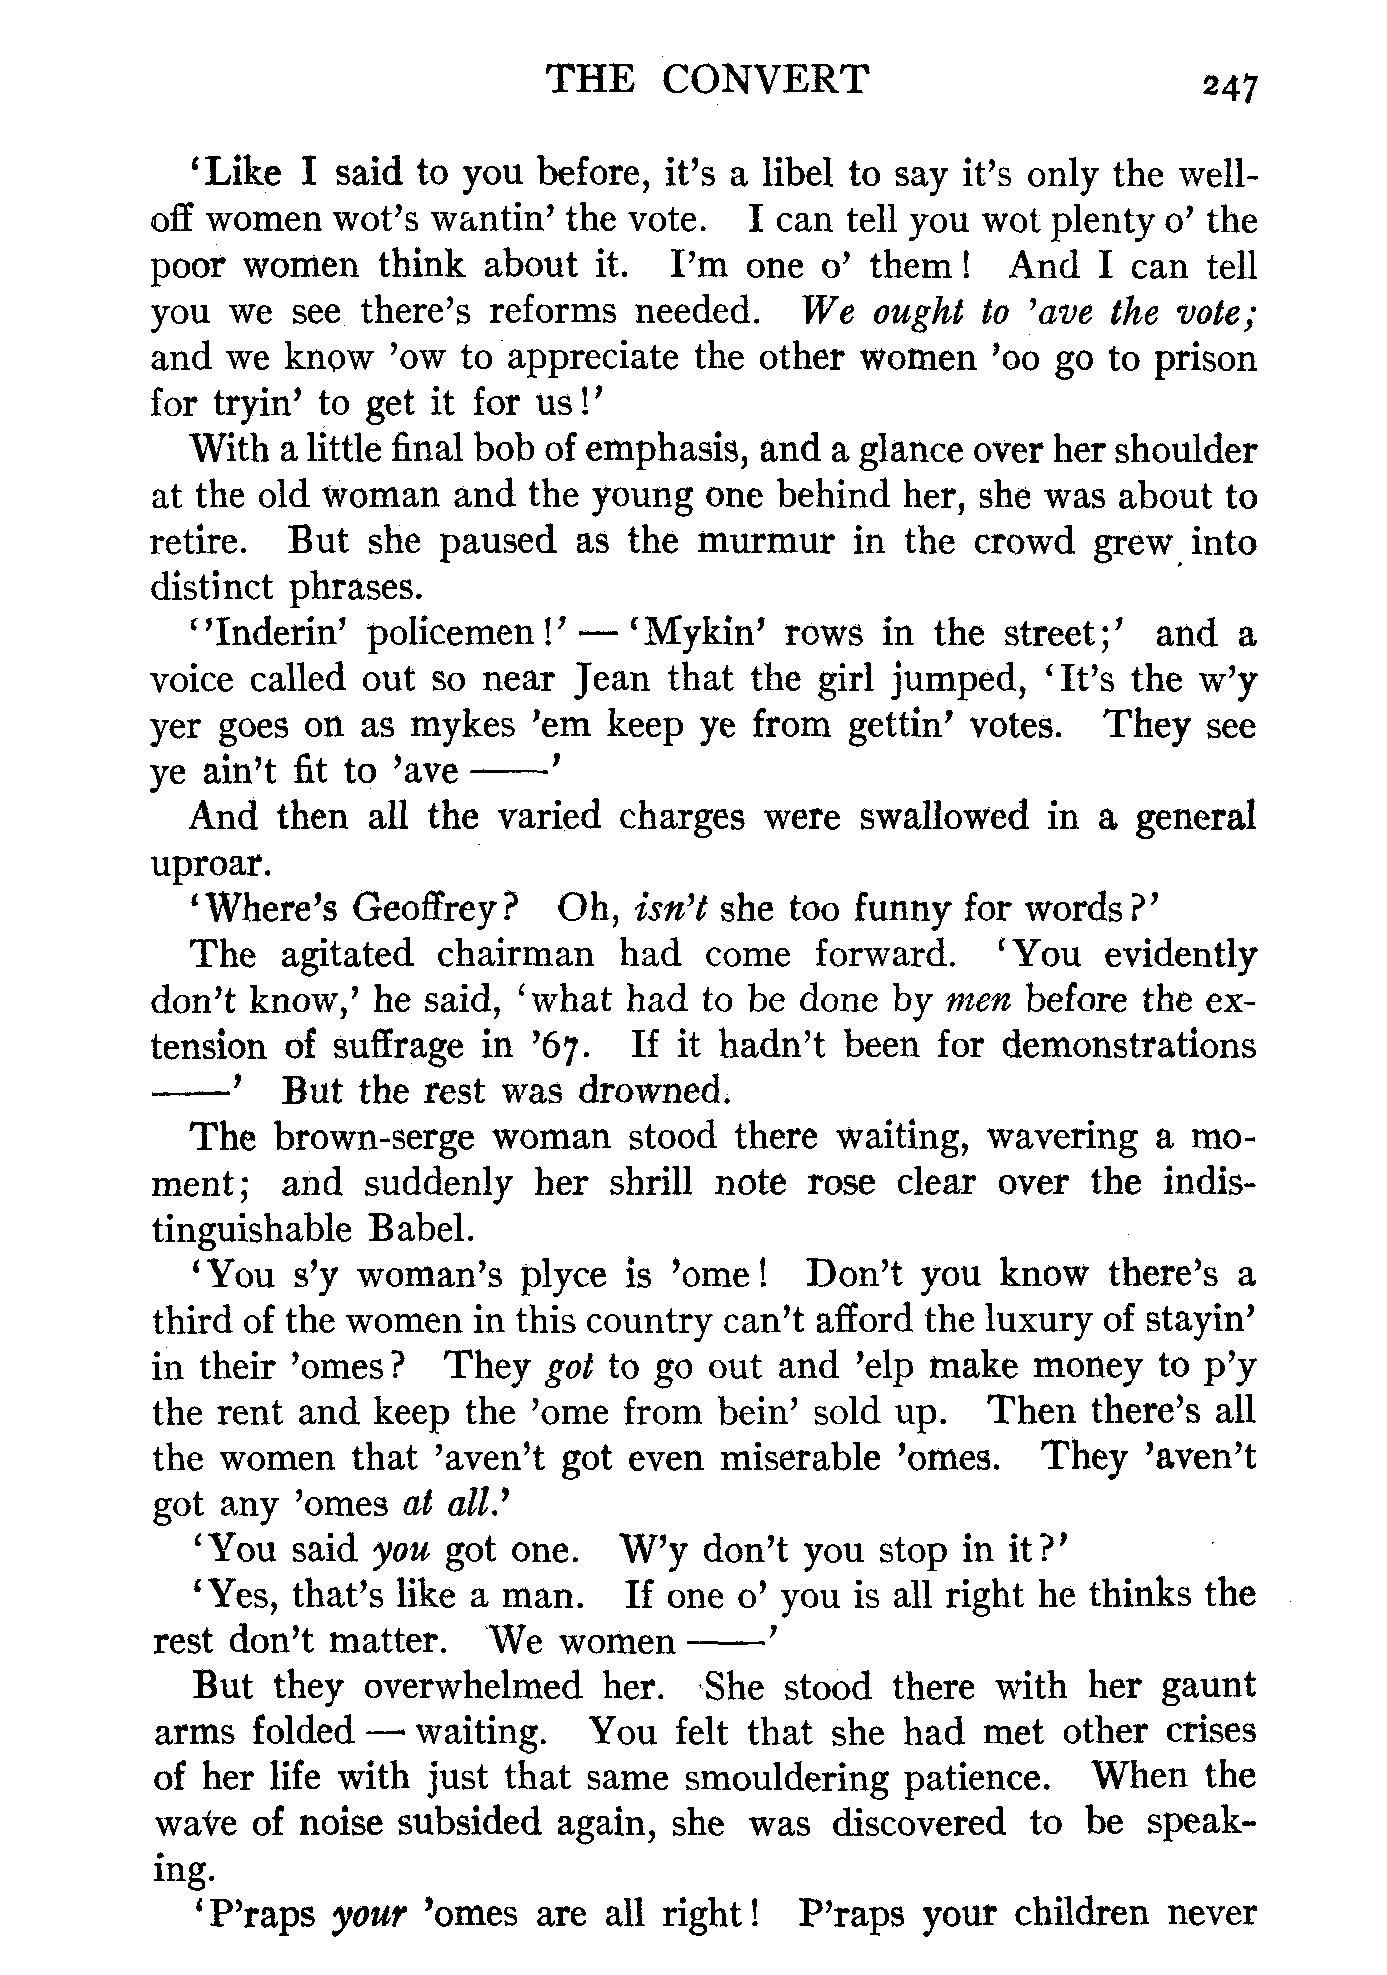 THE CONVERT 247
‘Like I said to you before, it’s a libel to say it’s only the well-
off women wot’s wantin’ the vote. I can tell you wot plenty o’ the
poor women think about it. I’m one o’ them! And I can tell
you we see there’s reforms needed. We ought to ’ave the vote;
and we know ’ow to appreciate the other women ’oo go to prison
for tryin’ to get it for us!’
With a little final bob of emphasis, and a glance over her shoulder
at the old woman and the young one behind her, she was about to
retire. But she paused as the murmur in the crowd grew into
distinct phrases.
‘’Inderin’ policemen!’ — ‘Mykin’ rows in the street;’ and a
voice called out so near Jean that the girl jumped, ‘It’s the w’y
yer goes on as mykes ’em keep ye from gettin’ votes. They see
ye ain’t fit to ’ave ——’
And then all the varied charges were swallowed in a general
uproar.
‘Where’s Geoffrey? Oh, isn’t she too funny for words?’
The agitated chairman had come forward. ‘You evidently
don’t know,’ he said, ‘what had to be done by men before the ex-
tension of suffrage in ’67. If it hadn’t been for demonstrations
——’ But the rest was drowned.
The brown-serge woman stood there waiting, wavering a mo-
ment; and suddenly her shrill note rose clear over the indis-
tinguishable Babel.
‘You s’y woman’s plyce is ’ome! Don’t you know there’s a
third of the women in this country can’t afford the luxury of stayin’
in their ’omes? They got to go out and ’elp make money to p’y
the rent and keep the ’ome from bein’ sold up. Then there’s all
the women that ’aven’t got even miserable ’omes. They ’aven’t
got any ’omes at all.’
‘You said you got one. W’y don’t you stop in it?’
‘Yes, that’s like a man. If one o’ you is all right he thinks the
rest don’t matter. We women ——’
But they overwhelmed her. She stood there with her gaunt
arms folded — waiting. You felt that she had met other crises
of her life with just that same smouldering patience. When the
wave of noise subsided again, she was discovered to be speak-
ing.
‘P’raps your ’omes are all right! P’raps your children never